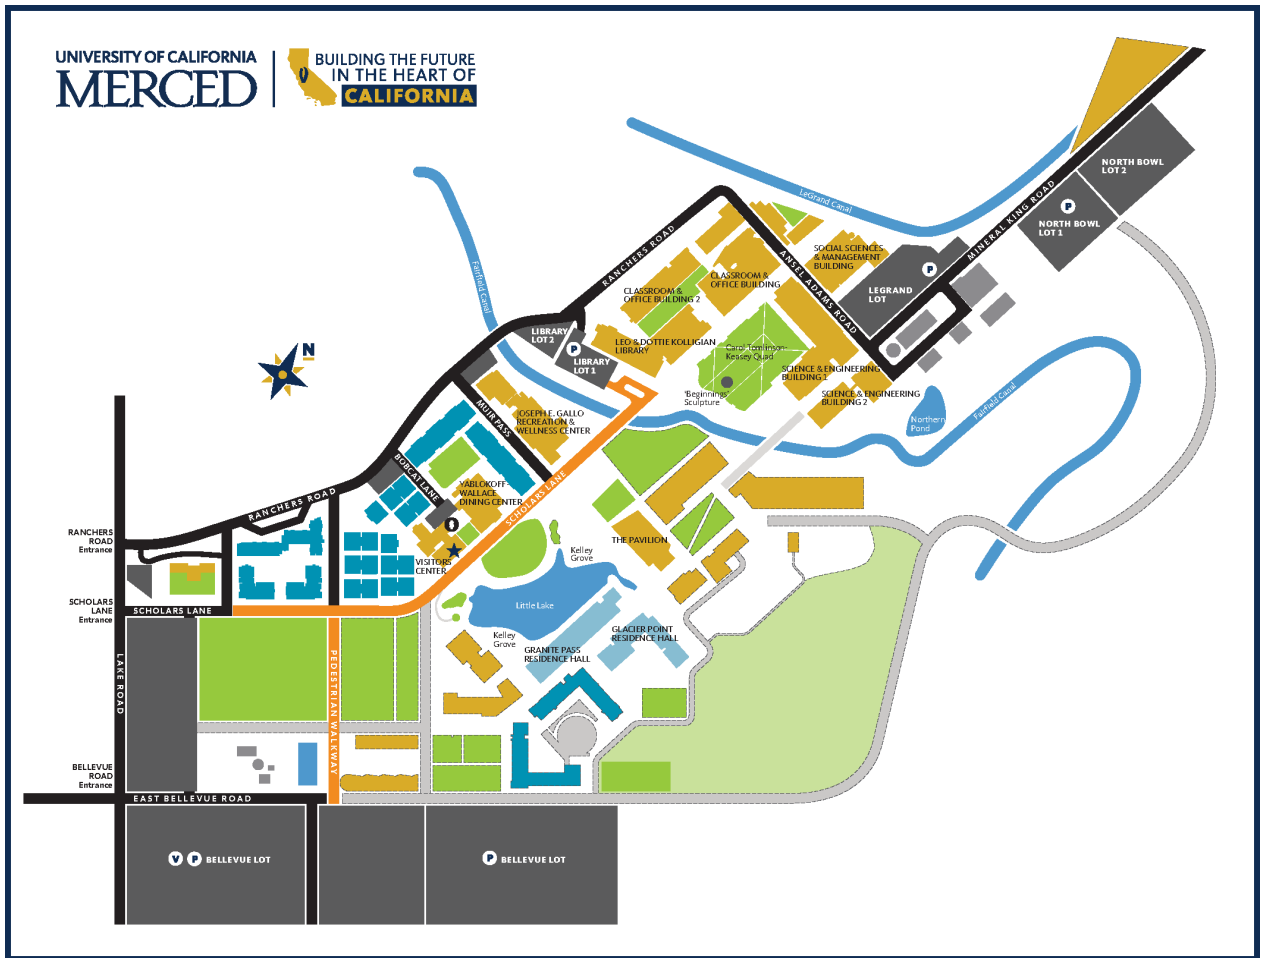 UNIVERSITY OF CALIFORNIA
MERCED
BUILDING THE FUTURE
IN THE HEART OF
CALIFORNIA
NORTH BOWL
LOT 2
P
NORTH BOWL
LOT 1
MINERAL KING ROAD
LeGrand Canal
RANCHERS ROAD
ANSEL ADAMS ROAD
SOCIAL SCIENCES
& MANAGEMENT
BUILDING
P
LEGRAND
LOT
CLASSROOM &
OFFICE BUILDING
CLASSROOM &
OFFICE BUILDING 2
Fairfield Canal
LIBRARY
LOT 2
P
LIBRARY
LOT 1
LEO & DOTTIE KOLLIGIAN
LIBRARY
Carol Tomlinson-
Keasey Quad
'Beginnings'
Sculpture
SCIENCE & ENGINEERING
BUILDING 1
SCIENCE & ENGINEERING
BUILDING 2
Northern
Pond
Fairfield Canal
N
MUIR PASS
JOSEPH E. GALLO
RECREATION &
WELLNESS CENTER
BOBCAT LANE
YABLOKOFF-
WALLACE
DINING CENTER
SCHOLARS LANE
RANCHERS ROAD
RANCHERS
ROAD
Entrance
VISITORS
CENTER
Kelley
Grove
THE PAVILION
SCHOLARS
LANE
Entrance
SCHOLARS LANE
Little Lake
Kelley
Grove
GLACIER POINT
RESIDENCE HALL
GRANITE PASS
RESIDENCE HALL
LAKE ROAD
PEDESTRIAN WALKWAY
BELLEVUE
ROAD
Entrance
EAST BELLEVUE ROAD
V P BELLEVUE LOT
P BELLEVUE LOT